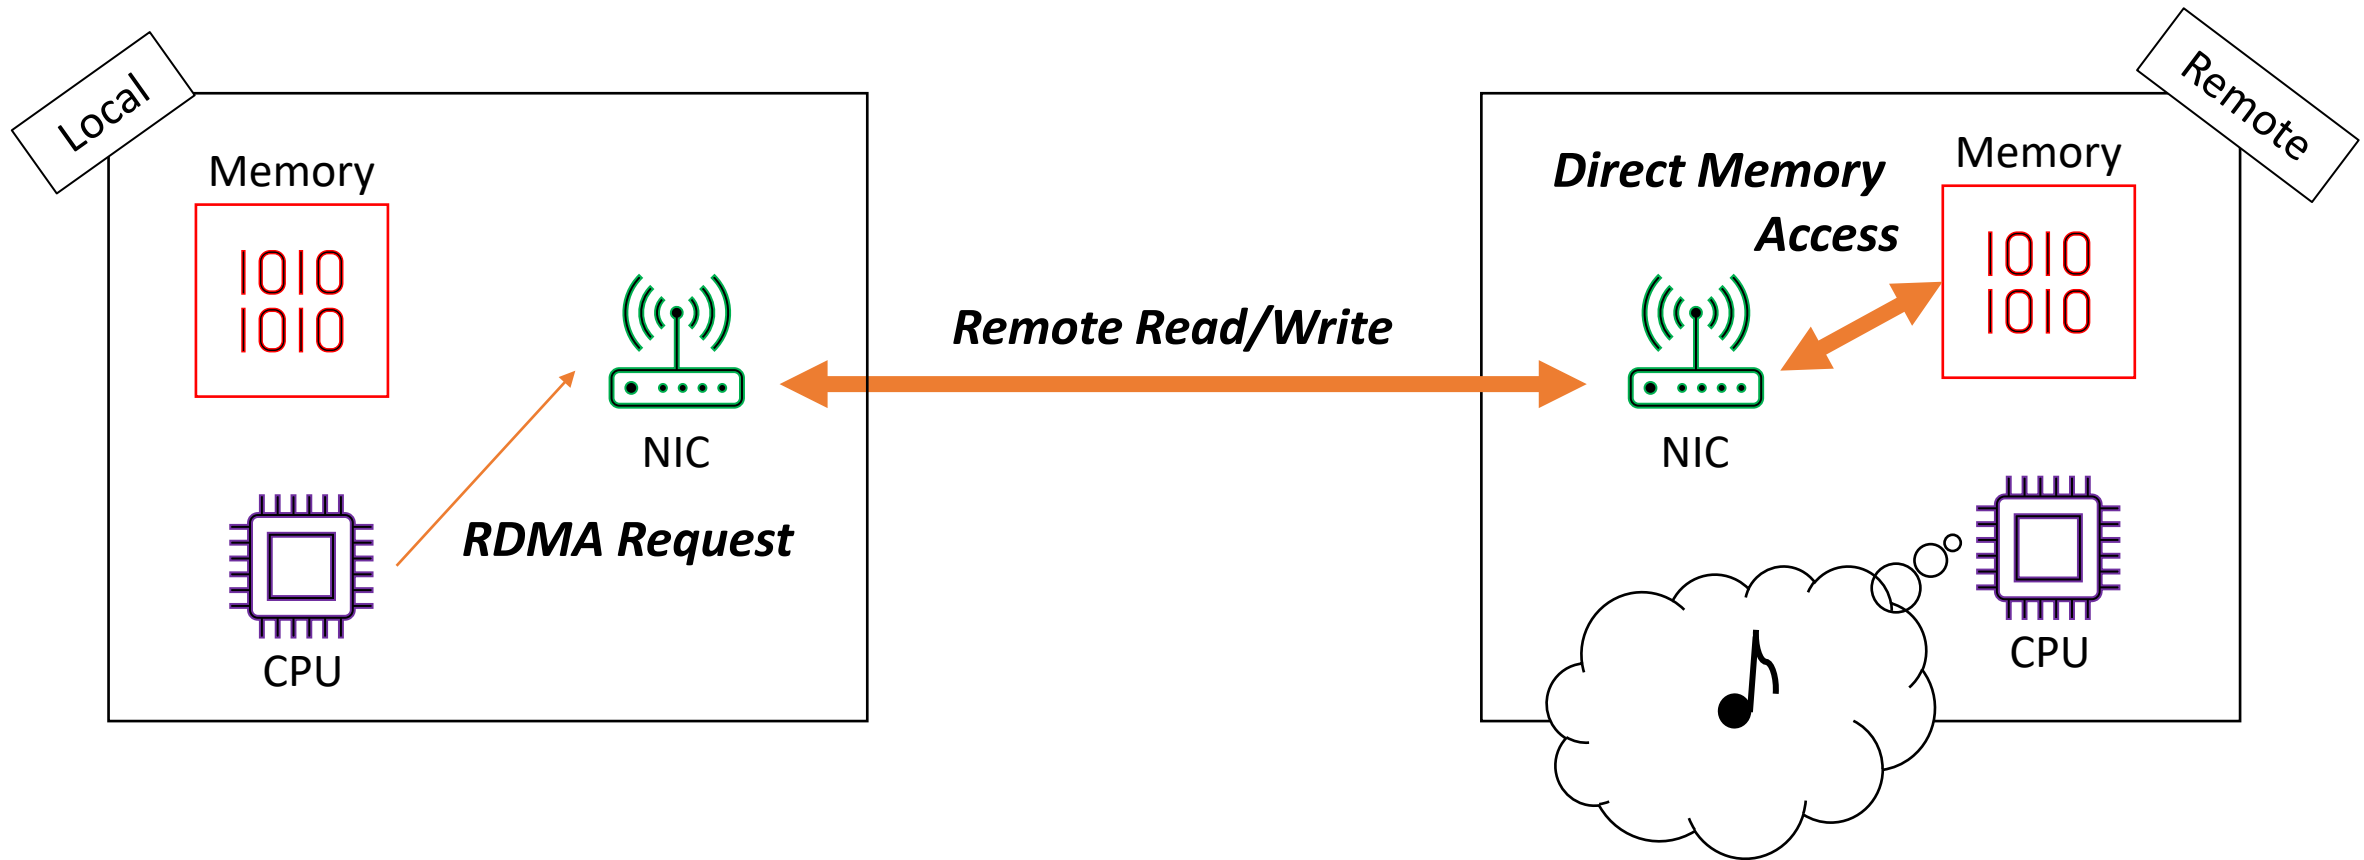 Local
Memory
1010
1010
NIC
RDMA Request
CPU
Remote Read/Write
Remote
Direct Memory
Access
Memory
1010
1010
NIC
CPU